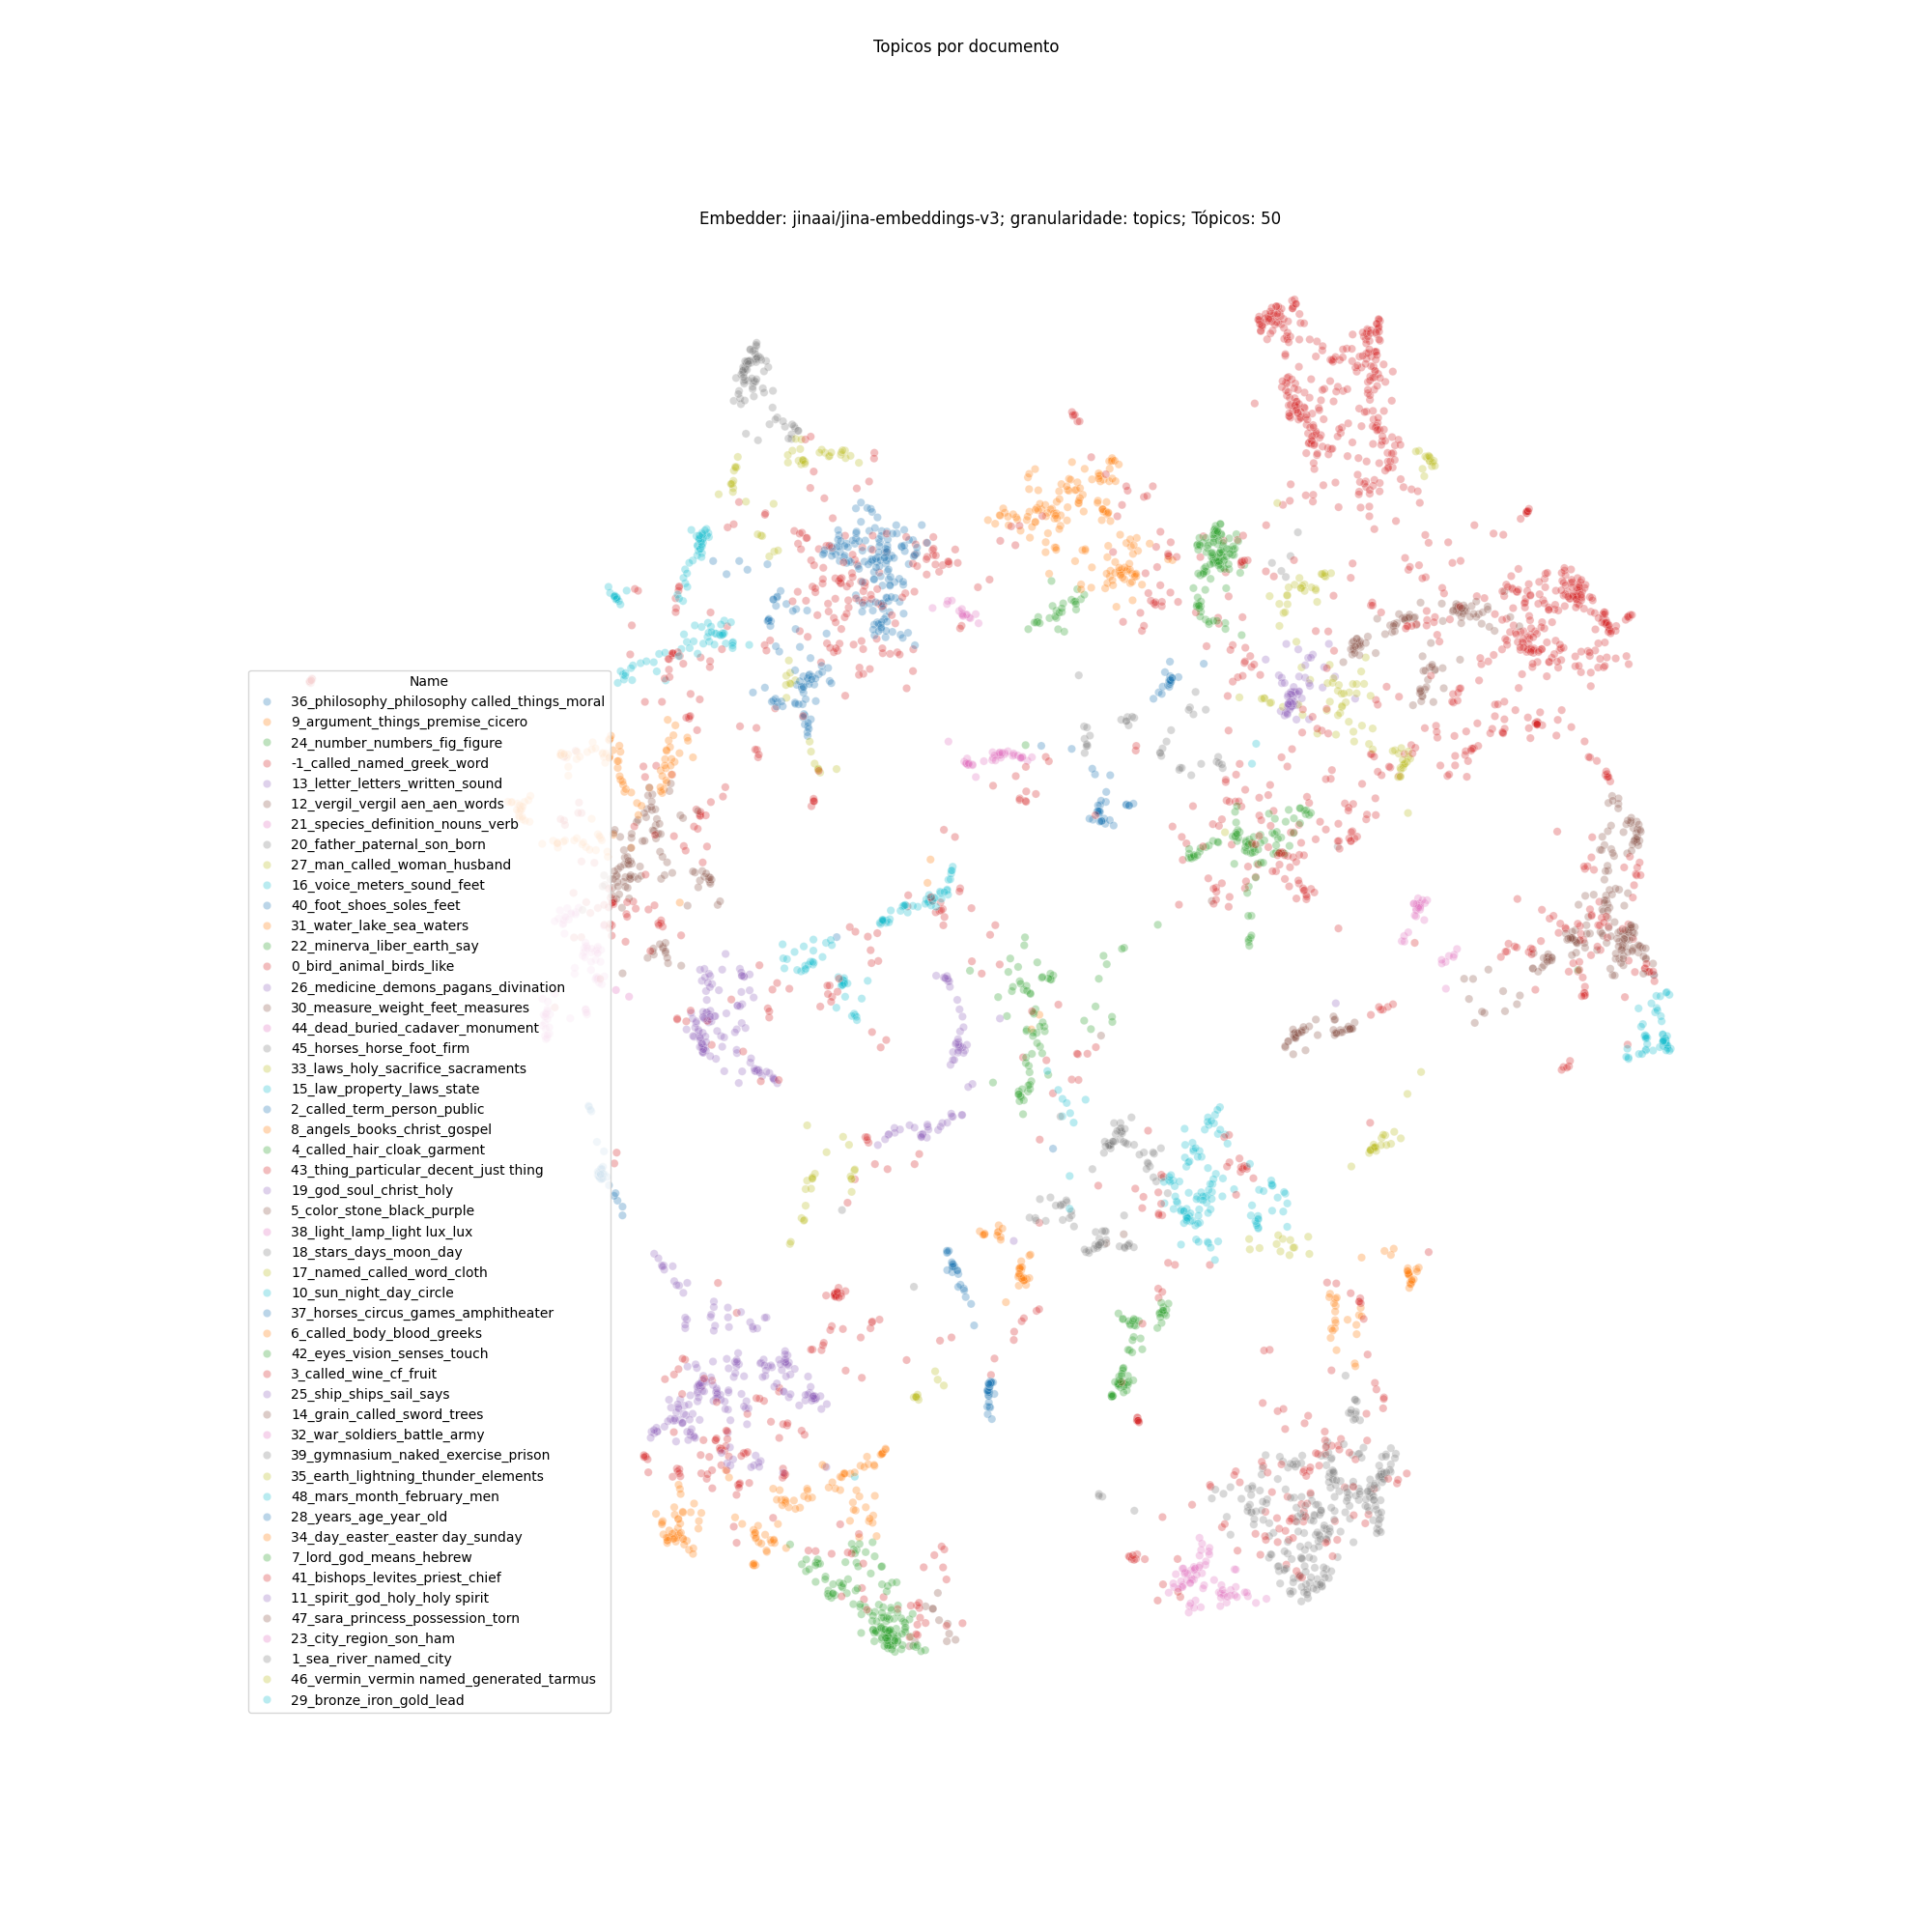 Topicos por documento
Embedder: jinaai/jina-embeddings-v3; granularidade: topics; Tópicos: 50
Name
36_philosophy_philosophy called_things_moral
9_argument_things_premise_cicero
24_number_numbers_fig_figure
-1_called_named_greek_word
13_letter_letters_written_sound
12_vergil_vergil aen_aen_words
21_species_definition_nouns_verb
20_father_paternal_son_born
27_man_called_woman_husband
16_voice_meters_sound_feet
40_foot_shoes_soles_feet
31_water_lake_sea_waters
22_minerva_liber_earth_say
0_bird_animal_birds_like
26_medicine_demons_pagans_divination
30_measure_weight_feet_measures
44_dead_buried_cadaver_monument
45_horses_horse_foot_firm
33_laws_holy_sacrifice_sacraments
15_law_property_laws_state
2_called_term_person_public
8_angels_books_christ_gospel
4_called_hair_cloak_garment
43_thing_particular_decent_just thing
19_god_soul_christ_holy
5_color_stone_black_purple
38_light_lamp_light lux_lux
18_stars_days_moon_day
17_named_called_word_cloth
10_sun_night_day_circle
37_horses_circus_games_amphitheater
6_called_body_blood_greeks
42_eyes_vision_senses_touch
3_called_wine_cf_fruit
25_ship_ships_sail_says
14_grain_called_sword_trees
32_war_soldiers_battle_army
39_gymnasium_naked_exercise_prison
35_earth_lightning_thunder_elements
48_mars_month_february_men
28_years_age_year_old
34_day_easter_easter day_sunday
7_lord_god_means_hebrew
41_bishops_levites_priest_chief
11_spirit_god_holy_holy spirit
47_sara_princess_possession_torn
23_city_region_son_ham
1_sea_river_named_city
46_vermin_vermin named_generated_tarmus
29_bronze_iron_gold_lead